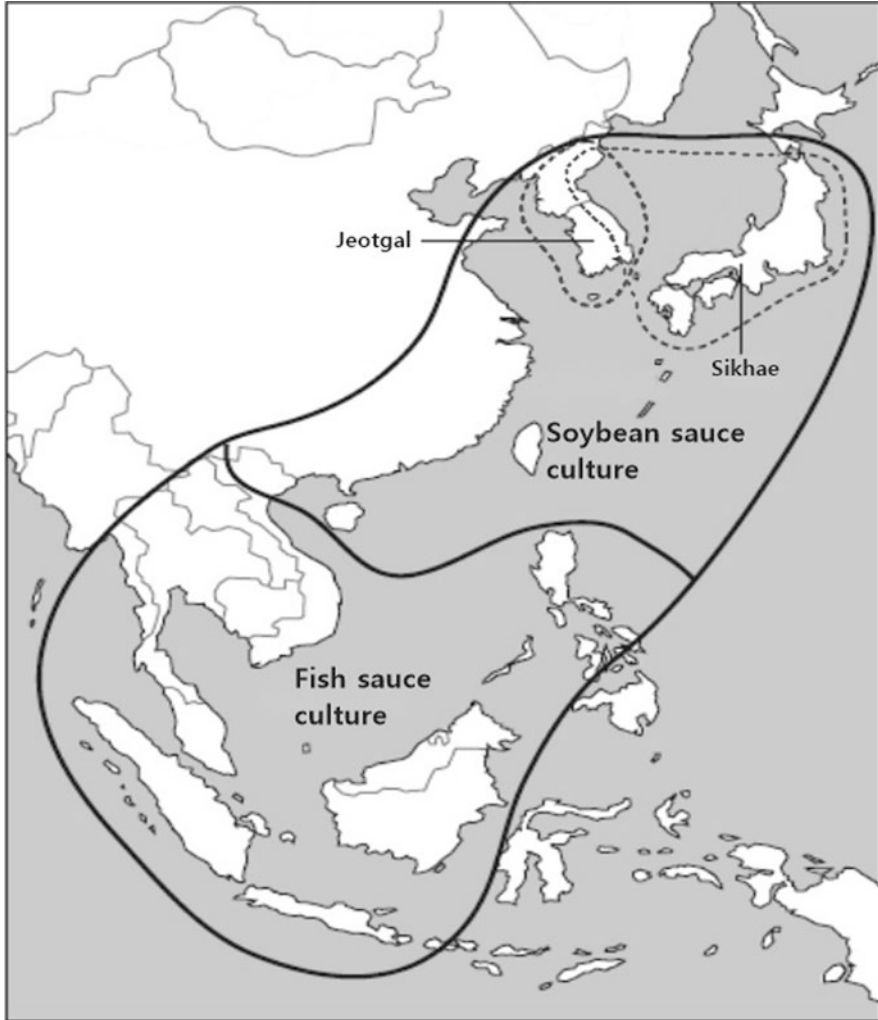 Jeotgal
Sikhae
Soybean sauce
culture
Fish sauce
culture